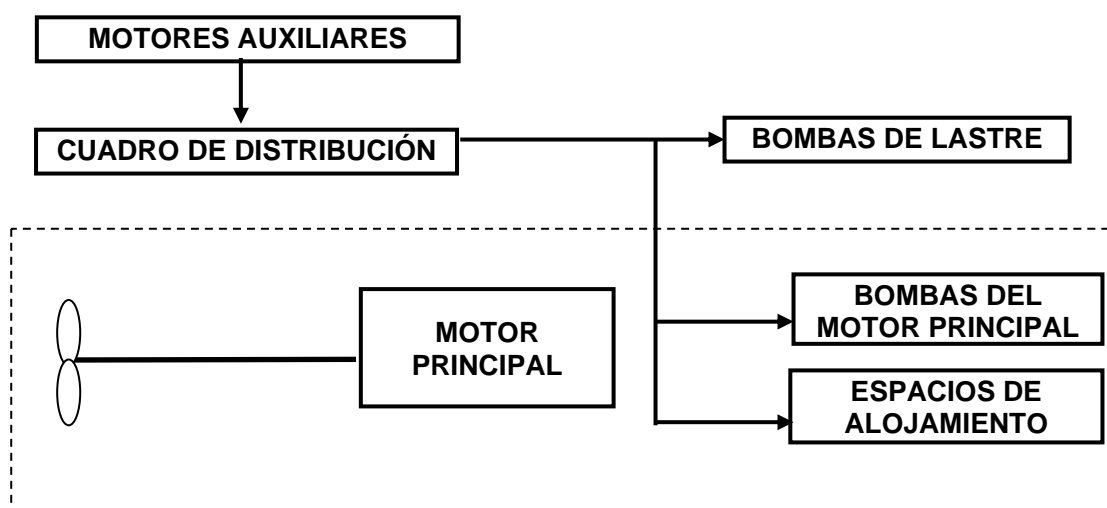 MOTORES AUXILIARES
CUADRO DE DISTRIBUCIÓN
BOMBAS DE LASTRE
MOTOR
PRINCIPAL
BOMBAS DEL
MOTOR PRINCIPAL
ESPACIOS DE
ALOJAMIENTO